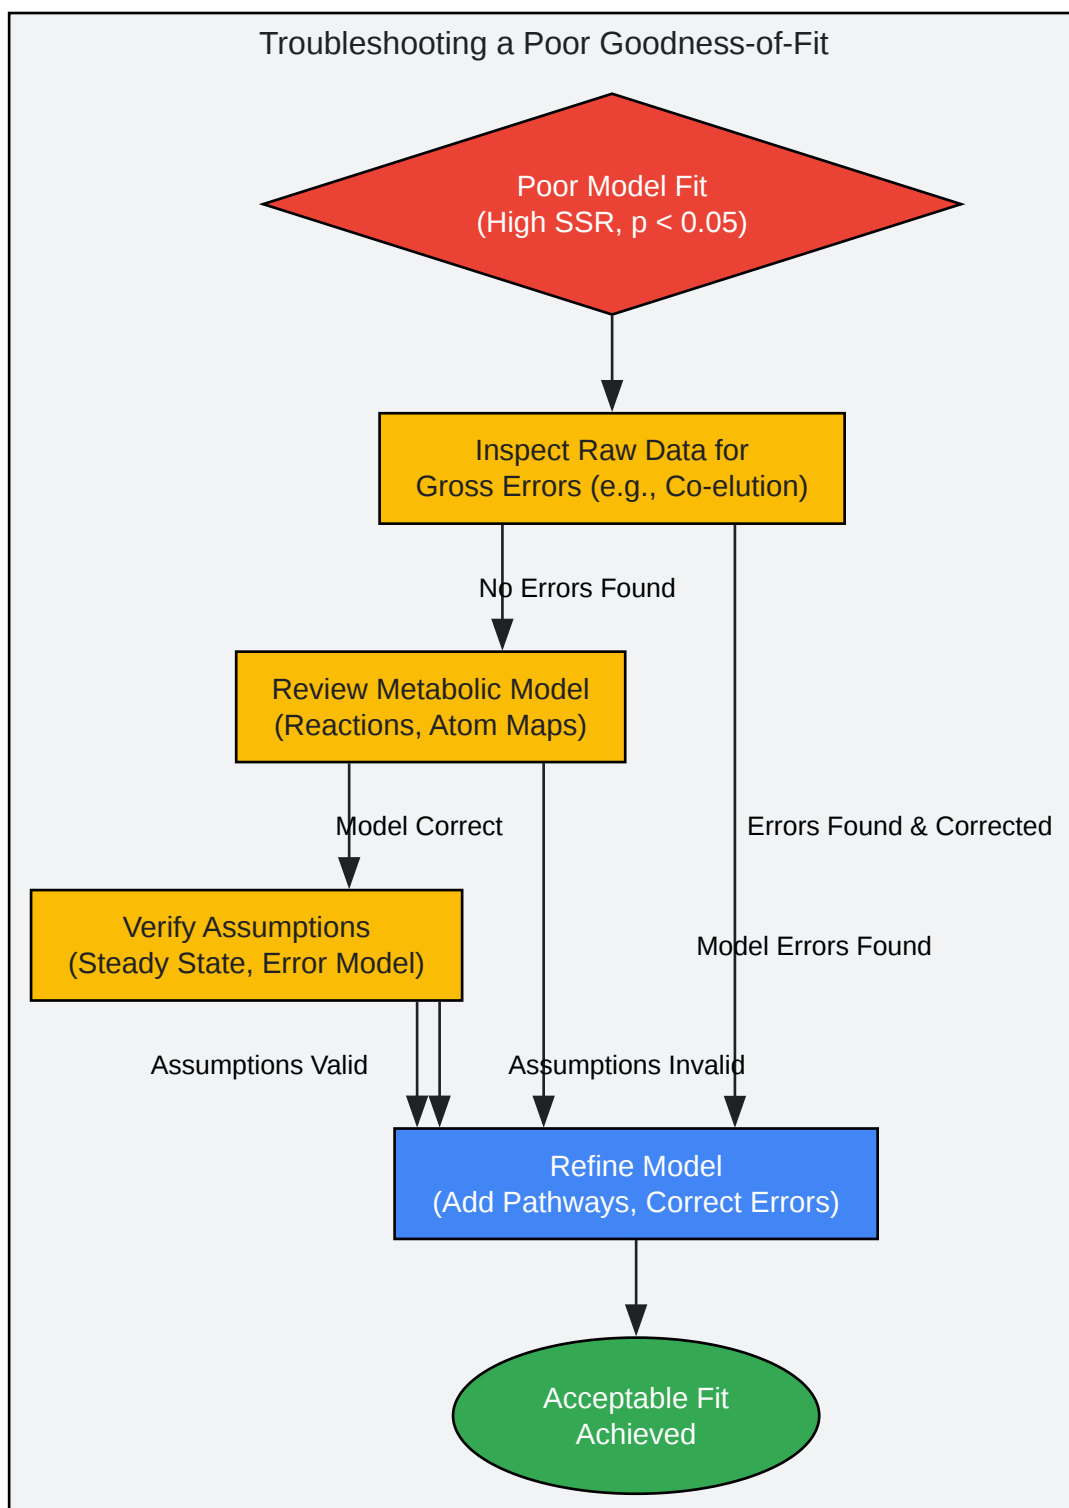 Troubleshooting a Poor Goodness-of-Fit
Poor Model Fit
(High SSR, p < 0.05)
Inspect Raw Data for
Gross Errors (e.g., Co-elution)
No Errors Found
Review Metabolic Model
(Reactions, Atom Maps)
Model Correct
Errors Found & Corrected
Verify Assumptions
(Steady State, Error Model)
Model Errors Found
Assumptions Valid
Assumptions Invalid
Refine Model
(Add Pathways, Correct Errors)
Acceptable Fit
Achieved